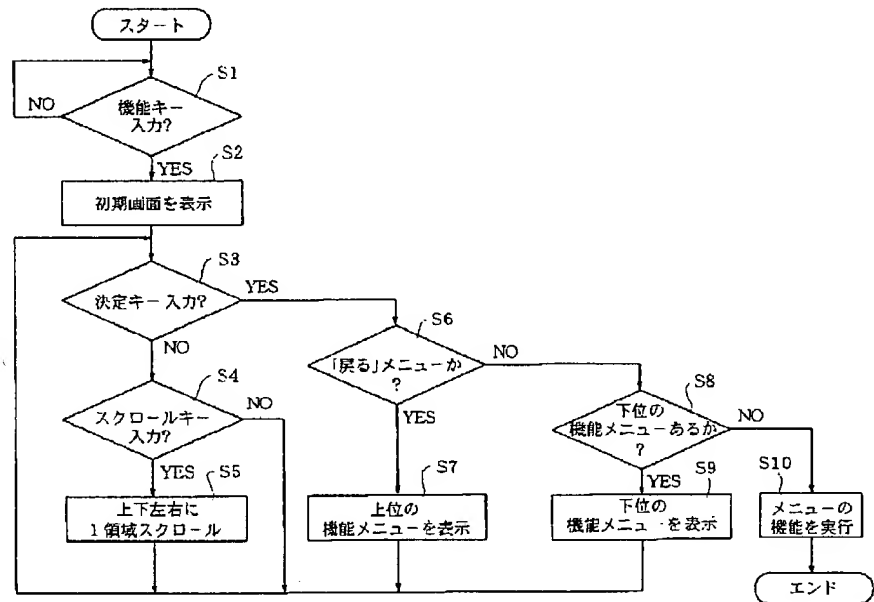 スタート
S1
機能キー
入力?
NO
YES
S2
初期画面を表示
S3
決定キー入力?
YES
NO
S4
スクロールキー
入力?
NO
YES
S5
上下左右に
1領域スクロール
S6
「戻る」メニューか
?
NO
YES
S7
上位の
機能メニューを表示
S8
下位の
機能メニューあるか
?
NO
YES
S9
下位の
機能メニューを表示
S10
メニューの
機能を実行
エンド